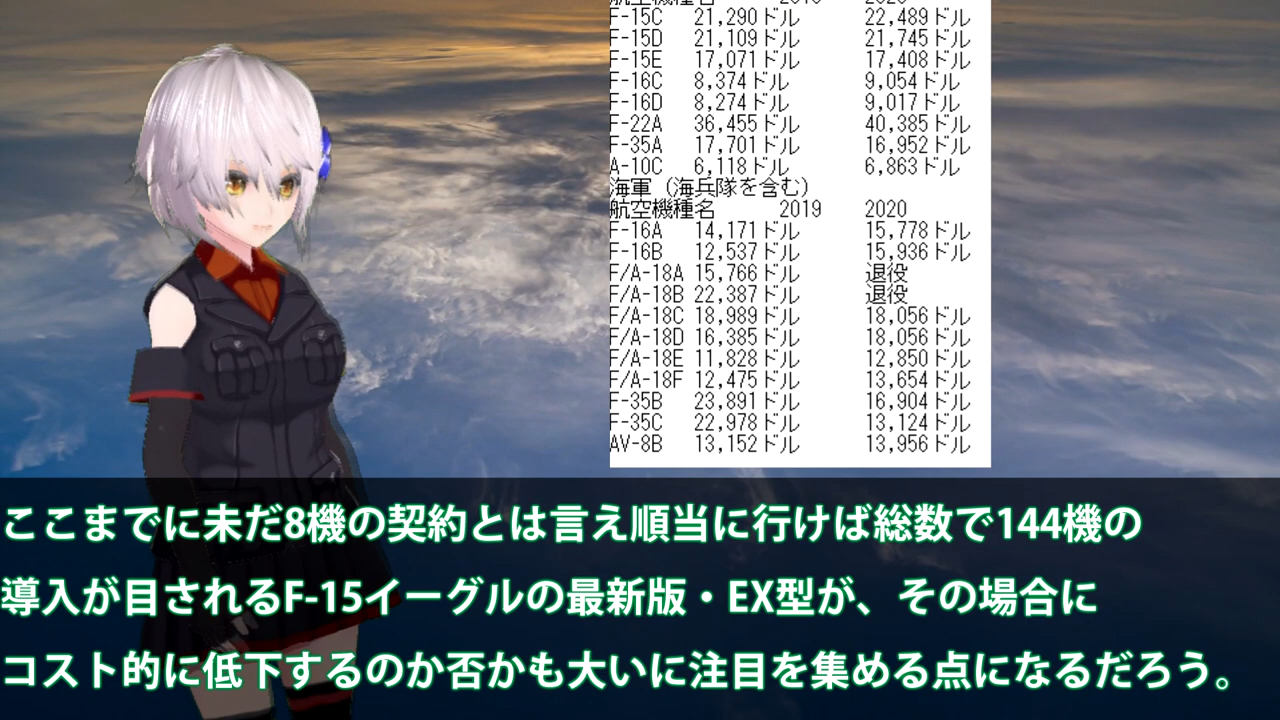 航空機種名 2019 2020
F-15C 21,290ドル 22,489ドル
F-15D 21,109ドル 21,745ドル
F-15E 17,071ドル 17,408ドル
F-16C 8,374ドル 9,054ドル
F-16D 8,274ドル 9,017ドル
F-22A 36,455ドル 40,385ドル
F-35A 17,701ドル 16,952ドル
A-10C 6,118ドル 6,863ドル
海軍（海兵隊を含む）
航空機種名 2019 2020
F-16A 14,171ドル 15,778ドル
F-16B 12,537ドル 15,936ドル
F/A-18A 15,766ドル 退役
F/A-18B 22,387ドル 退役
F/A-18C 18,989ドル 18,056ドル
F/A-18D 16,385ドル 18,056ドル
F/A-18E 11,828ドル 12,850ドル
F/A-18F 12,475ドル 13,654ドル
F-35B 23,891ドル 16,904ドル
F-35C 22,978ドル 13,124ドル
AV-8B 13,152ドル 13,956ドル
ここまでに未だ8機の契約とは言え順当に行けば総数で144機の
導入が目されるF-15イーグルの最新版・EX型が、その場合に
コスト的に低下するのか否かも大いに注目を集める点になるだろう。